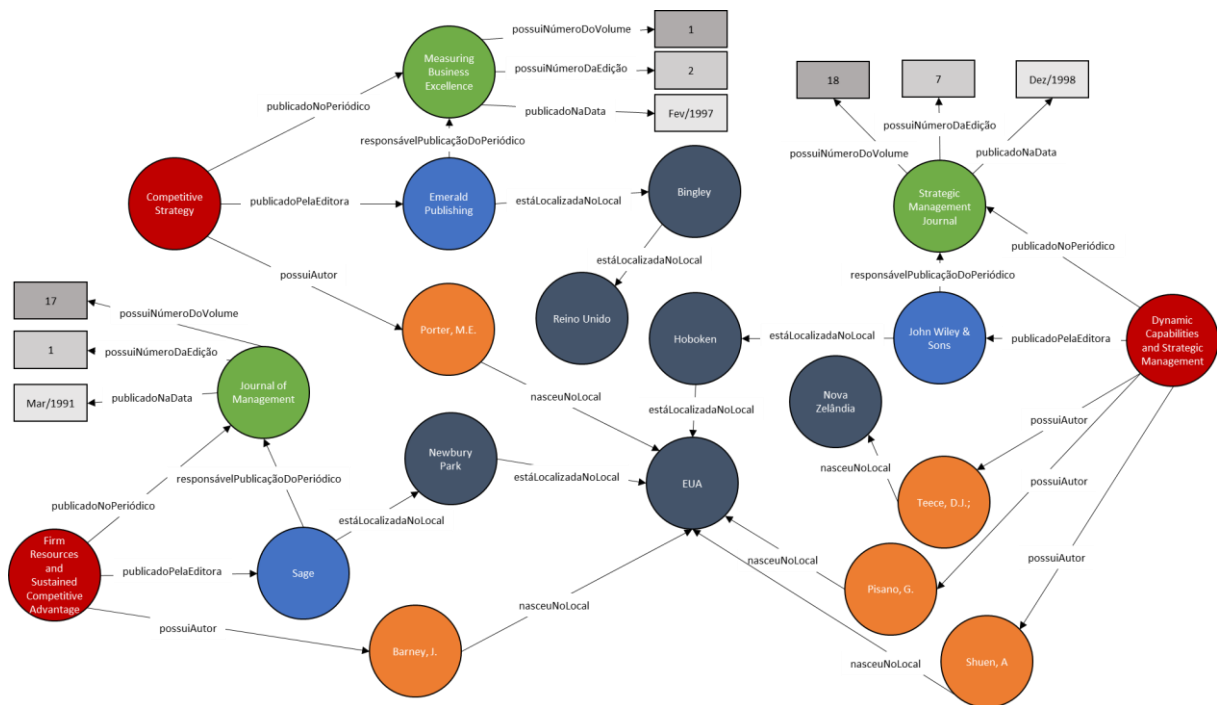 possuiNúmeroDoVolume
1
Measuring
Business
Excellence
possuiNúmeroDaEdição
2
publicadoNaData
Fev/1997
publicadoNoPeriódico
responsávelPublicaçãoDoPeriódico
Competitive
Strategy
publicadoPelaEditora
Emerald
Publishing
estáLocalizadaNoLocal
Bingley
estáLocalizadaNoLocal
Reino Unido
possuiAutor
Porter, M.E.
nasceuNoLocal
18
7
Dez/1998
possuiNúmeroDoVolume
possuiNúmeroDaEdição
publicadoNaData
Strategic
Management
Journal
publicadoNoPeriódico
responsávelPublicaçãoDoPeriódico
Hoboken
estáLocalizadaNoLocal
John Wiley &
Sons
publicadoPelaEditora
Dynamic
Capabilities
and Strategic
Management
estáLocalizadaNoLocal
Nova
Zelândia
nasceuNoLocal
possuiAutor
possuiAutor
possuiAutor
Teece, D.J.;
Pisano, G.
Shuen, A
nasceuNoLocal
nasceuNoLocal
EUA
17
possuiNúmeroDoVolume
1
possuiNúmeroDaEdição
Mar/1991
publicadoNaData
Journal of
Management
Newbury
Park
estáLocalizadaNoLocal
responsávelPublicaçãoDoPeriódico
publicadoNoPeriódico
estáLocalizadaNoLocal
Firm
Resources
and
Sustained
Competitive
Advantage
publicadoPelaEditora
Sage
possuiAutor
Barney, J.
nasceuNoLocal